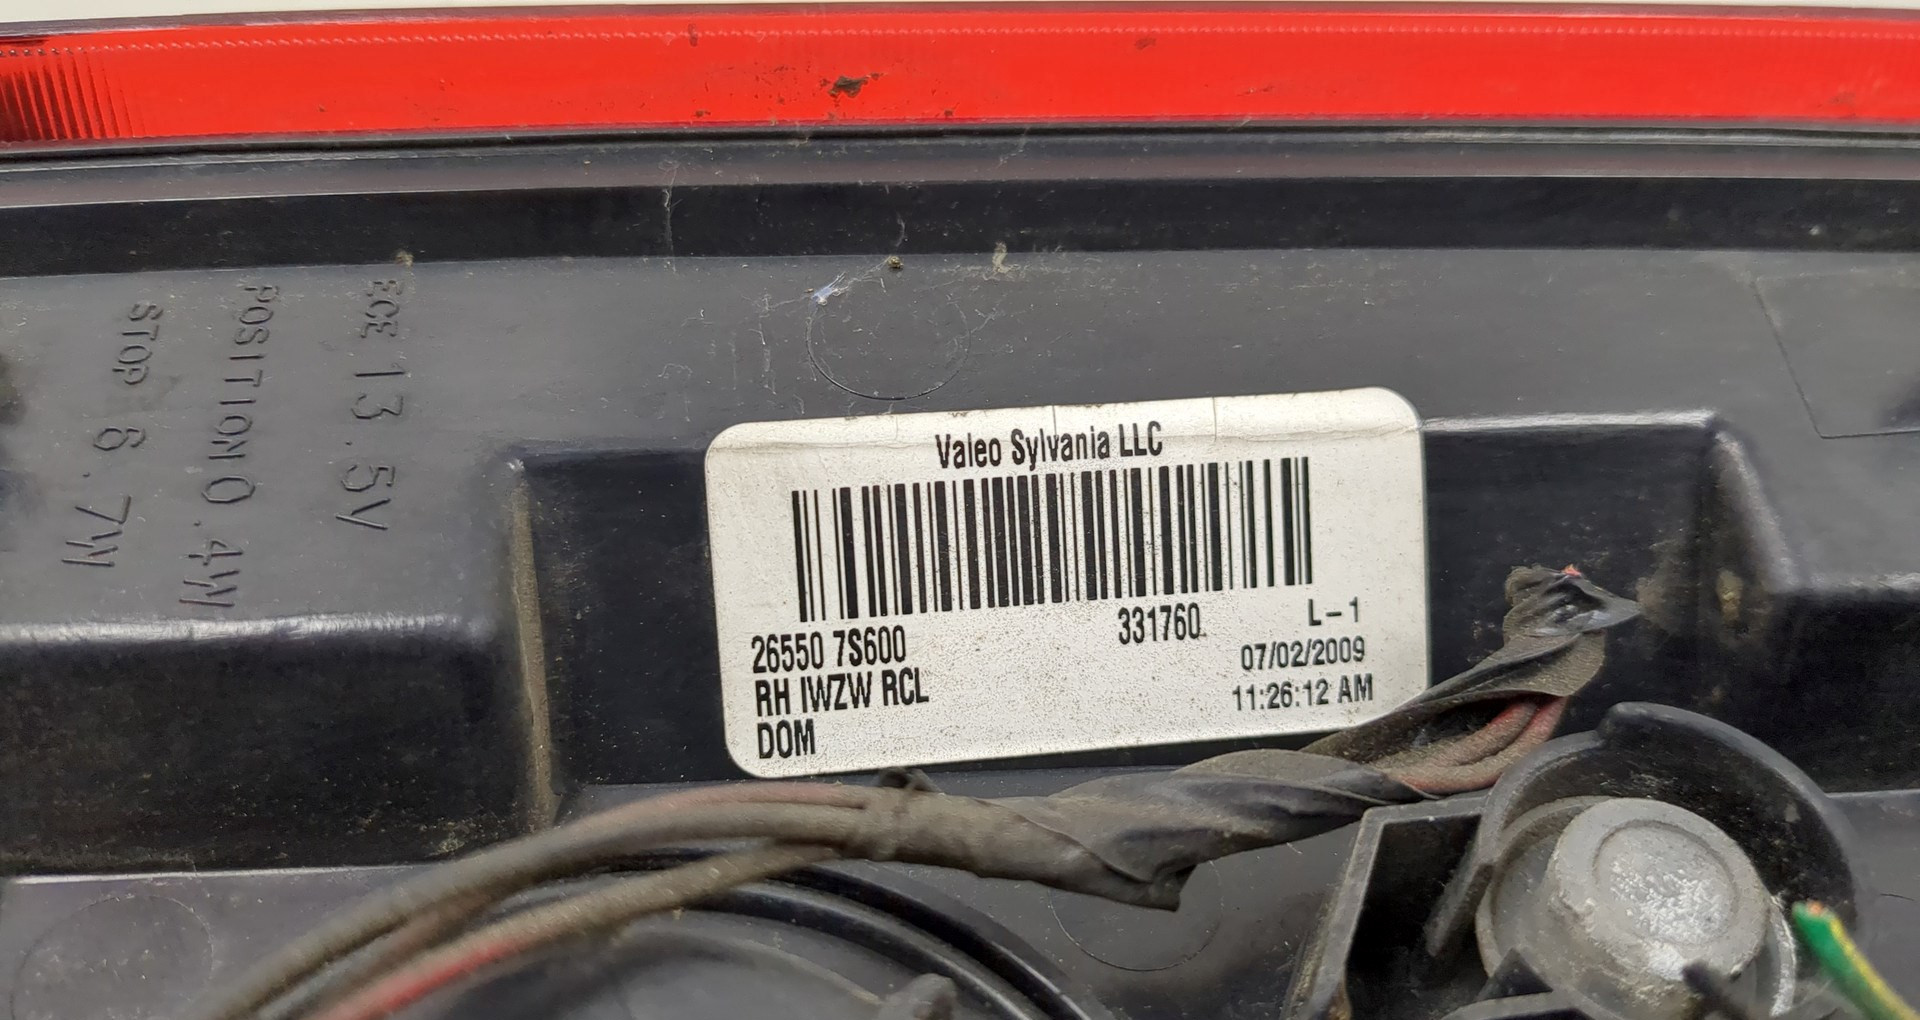 ECE 13.5V
POSITION 0.4W
STOP 6.7W
Valeo Sylvania LLC
26550 7S600 331760 L-1
RH IWZW RCL 07/02/2009
DOM 11:26:12 AM